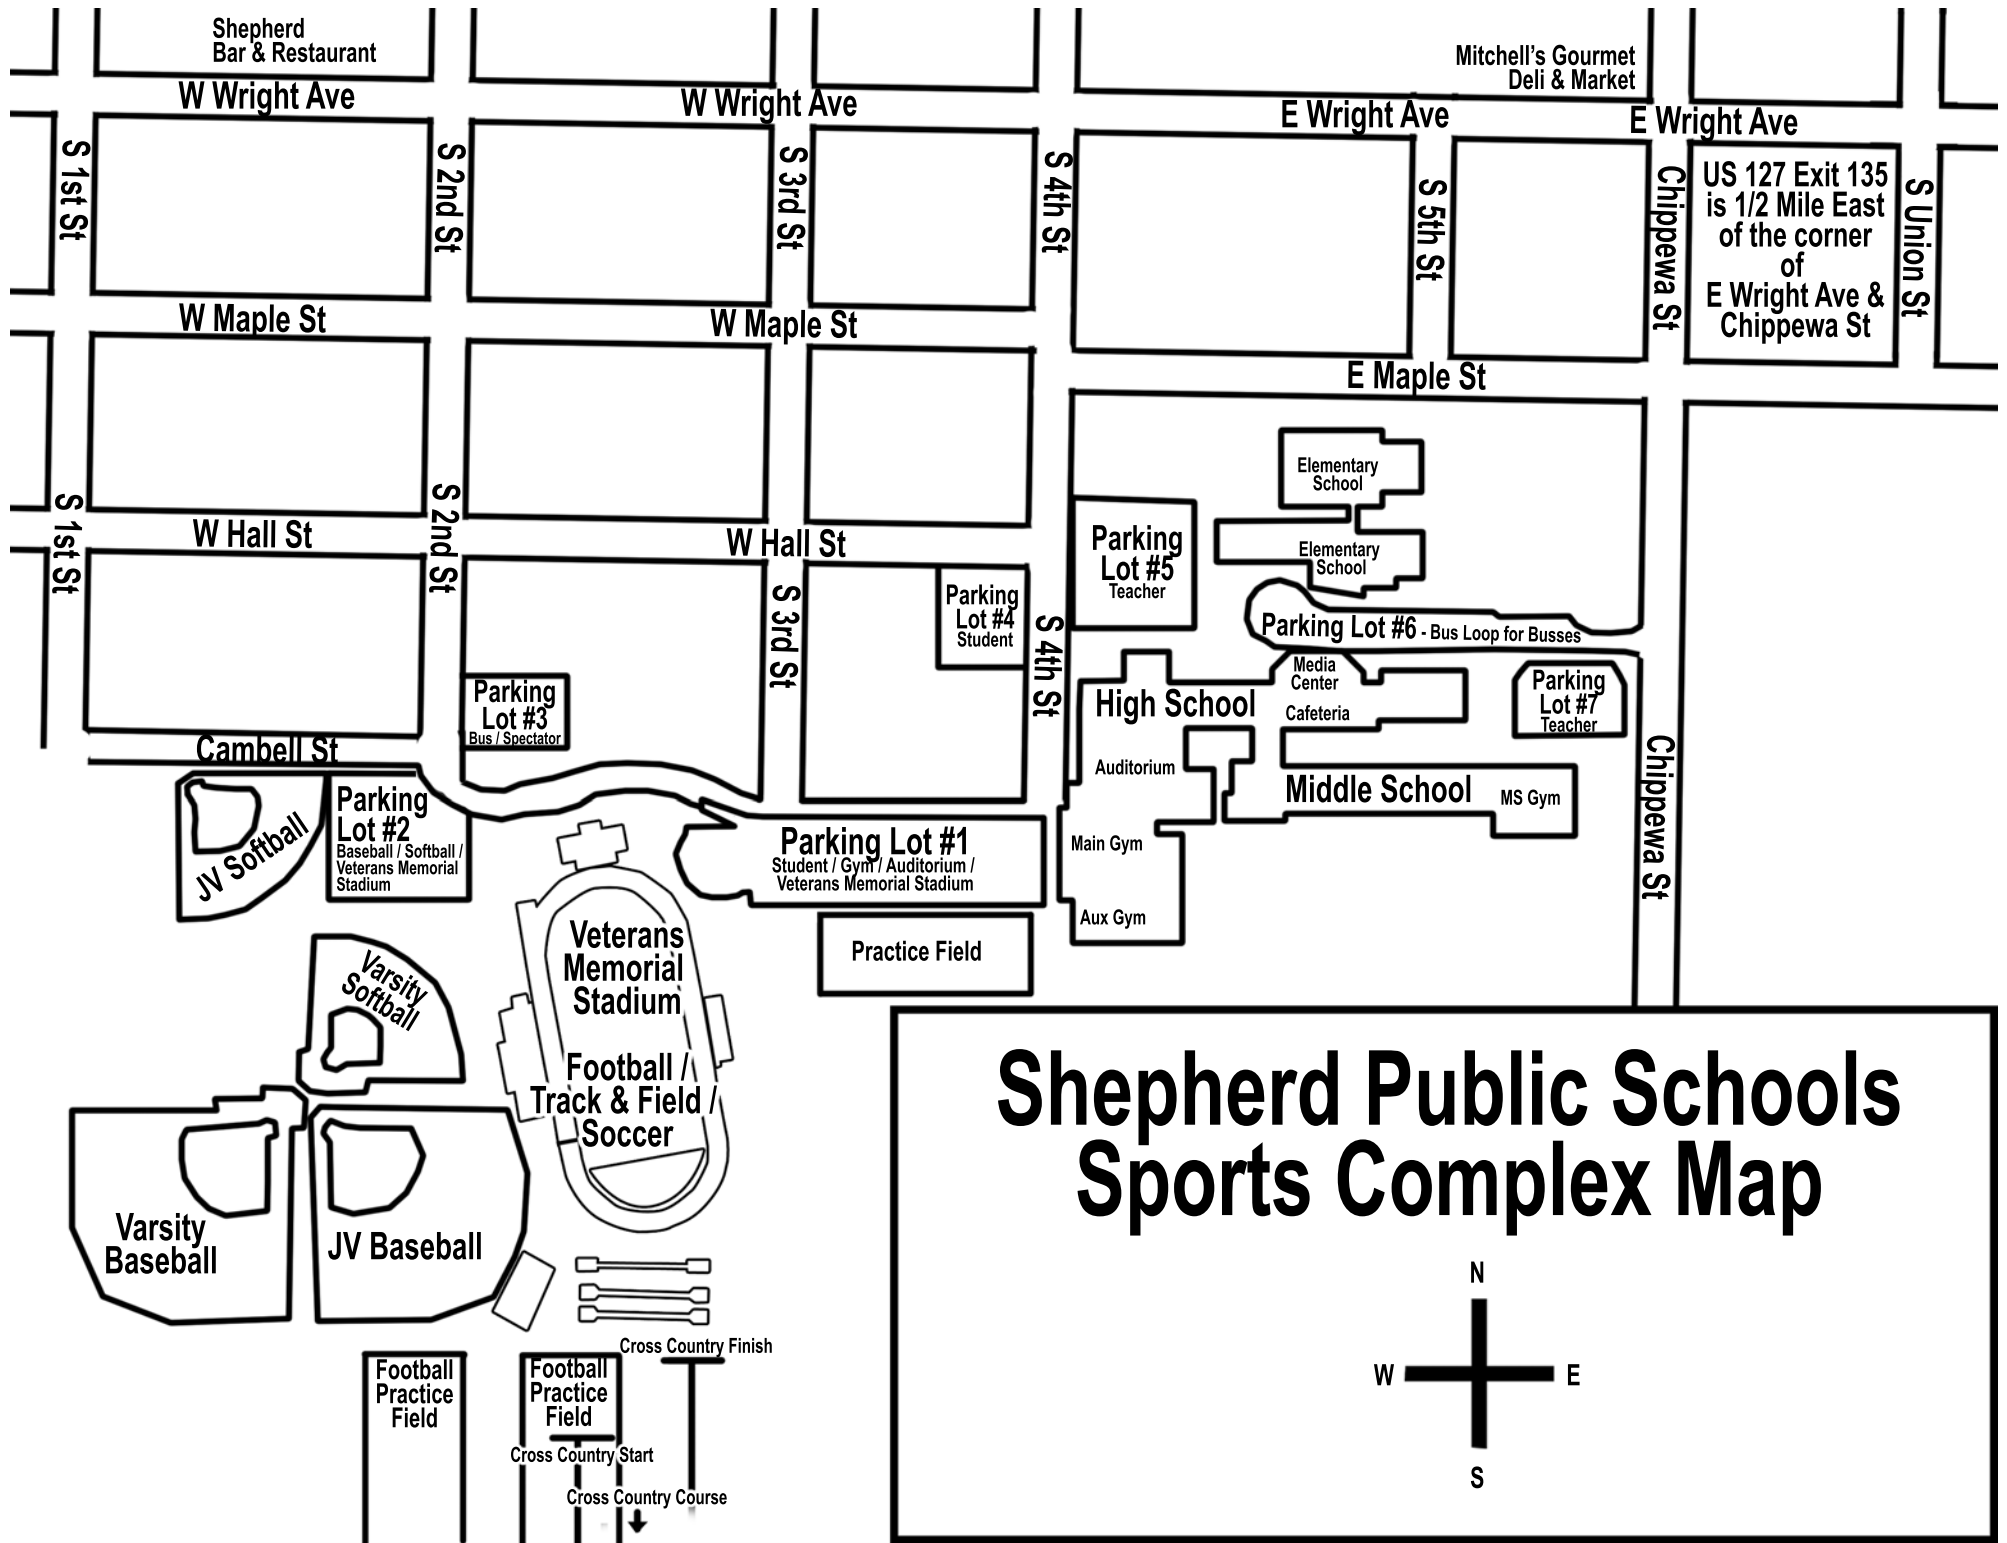 Shepherd
Bar & Restaurant
Mitchell's Gourmet
Deli & Market
W Wright Ave
W Wright Ave
E Wright Ave
E Wright Ave
S 1st St
S 2nd St
S 3rd St
S 4th St
S 5th St
Chippewa St
US 127 Exit 135
is 1/2 Mile East
of the corner
of
E Wright Ave &
Chippewa St
S Union St
W Maple St
W Maple St
E Maple St
Elementary
School
S 1st St
S 2nd St
W Hall St
W Hall St
Parking
Lot #5
Teacher
Elementary
School
S 3rd St
Parking
Lot #4
Student
S 4th St
Parking Lot #6 - Bus Loop for Busses
Parking
Lot #3
Bus / Spectator
High School
Media
Center
Cafeteria
Parking
Lot #7
Teacher
Cambell St
Auditorium
Middle School
MS Gym
Chippewa St
JV Softball
Parking
Lot #2
Baseball / Softball /
Veterans Memorial
Stadium
Parking Lot #1
Student / Gym / Auditorium /
Veterans Memorial Stadium
Main Gym
Aux Gym
Practice Field
Varsity
Softball
Veterans
Memorial
Stadium
Football /
Track & Field /
Soccer
Varsity
Baseball
JV Baseball
Shepherd Public Schools
Sports Complex Map
N
W
E
S
Cross Country Finish
Football
Practice
Field
Football
Practice
Field
Cross Country Start
Cross Country Course